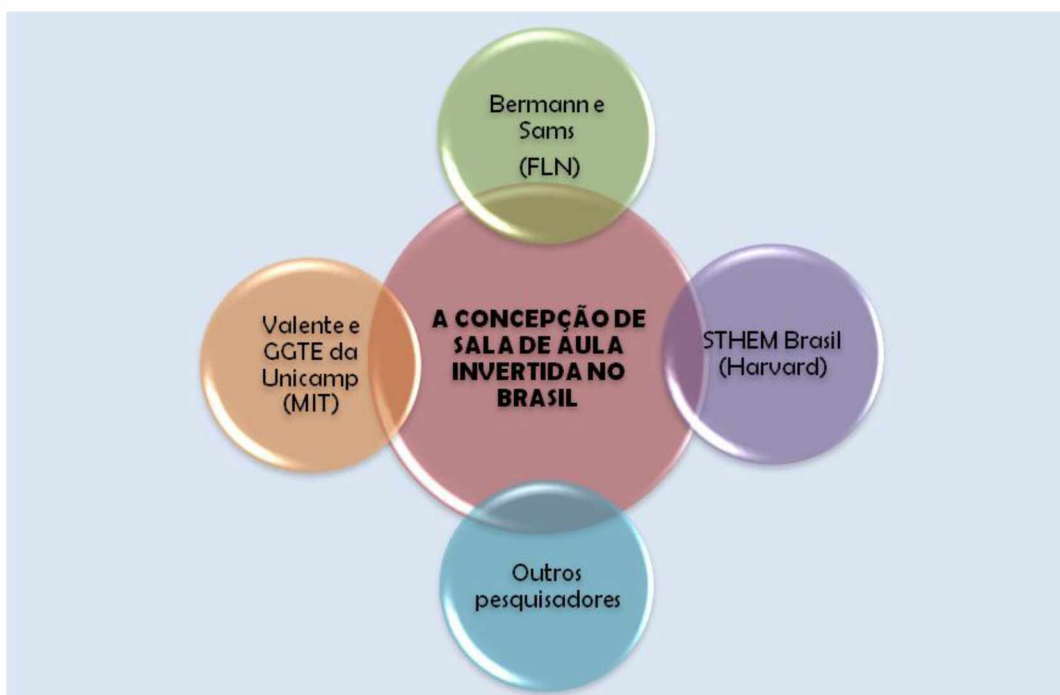 Bermann e
Sams
(FLN)
Valente e
GGTE da
Unicamp
(MIT)
A CONCEPÇÃO DE
SALA DE AULA
INVERTIDA NO
BRASIL
STHEM Brasil
(Harvard)
Outros
pesquisadores